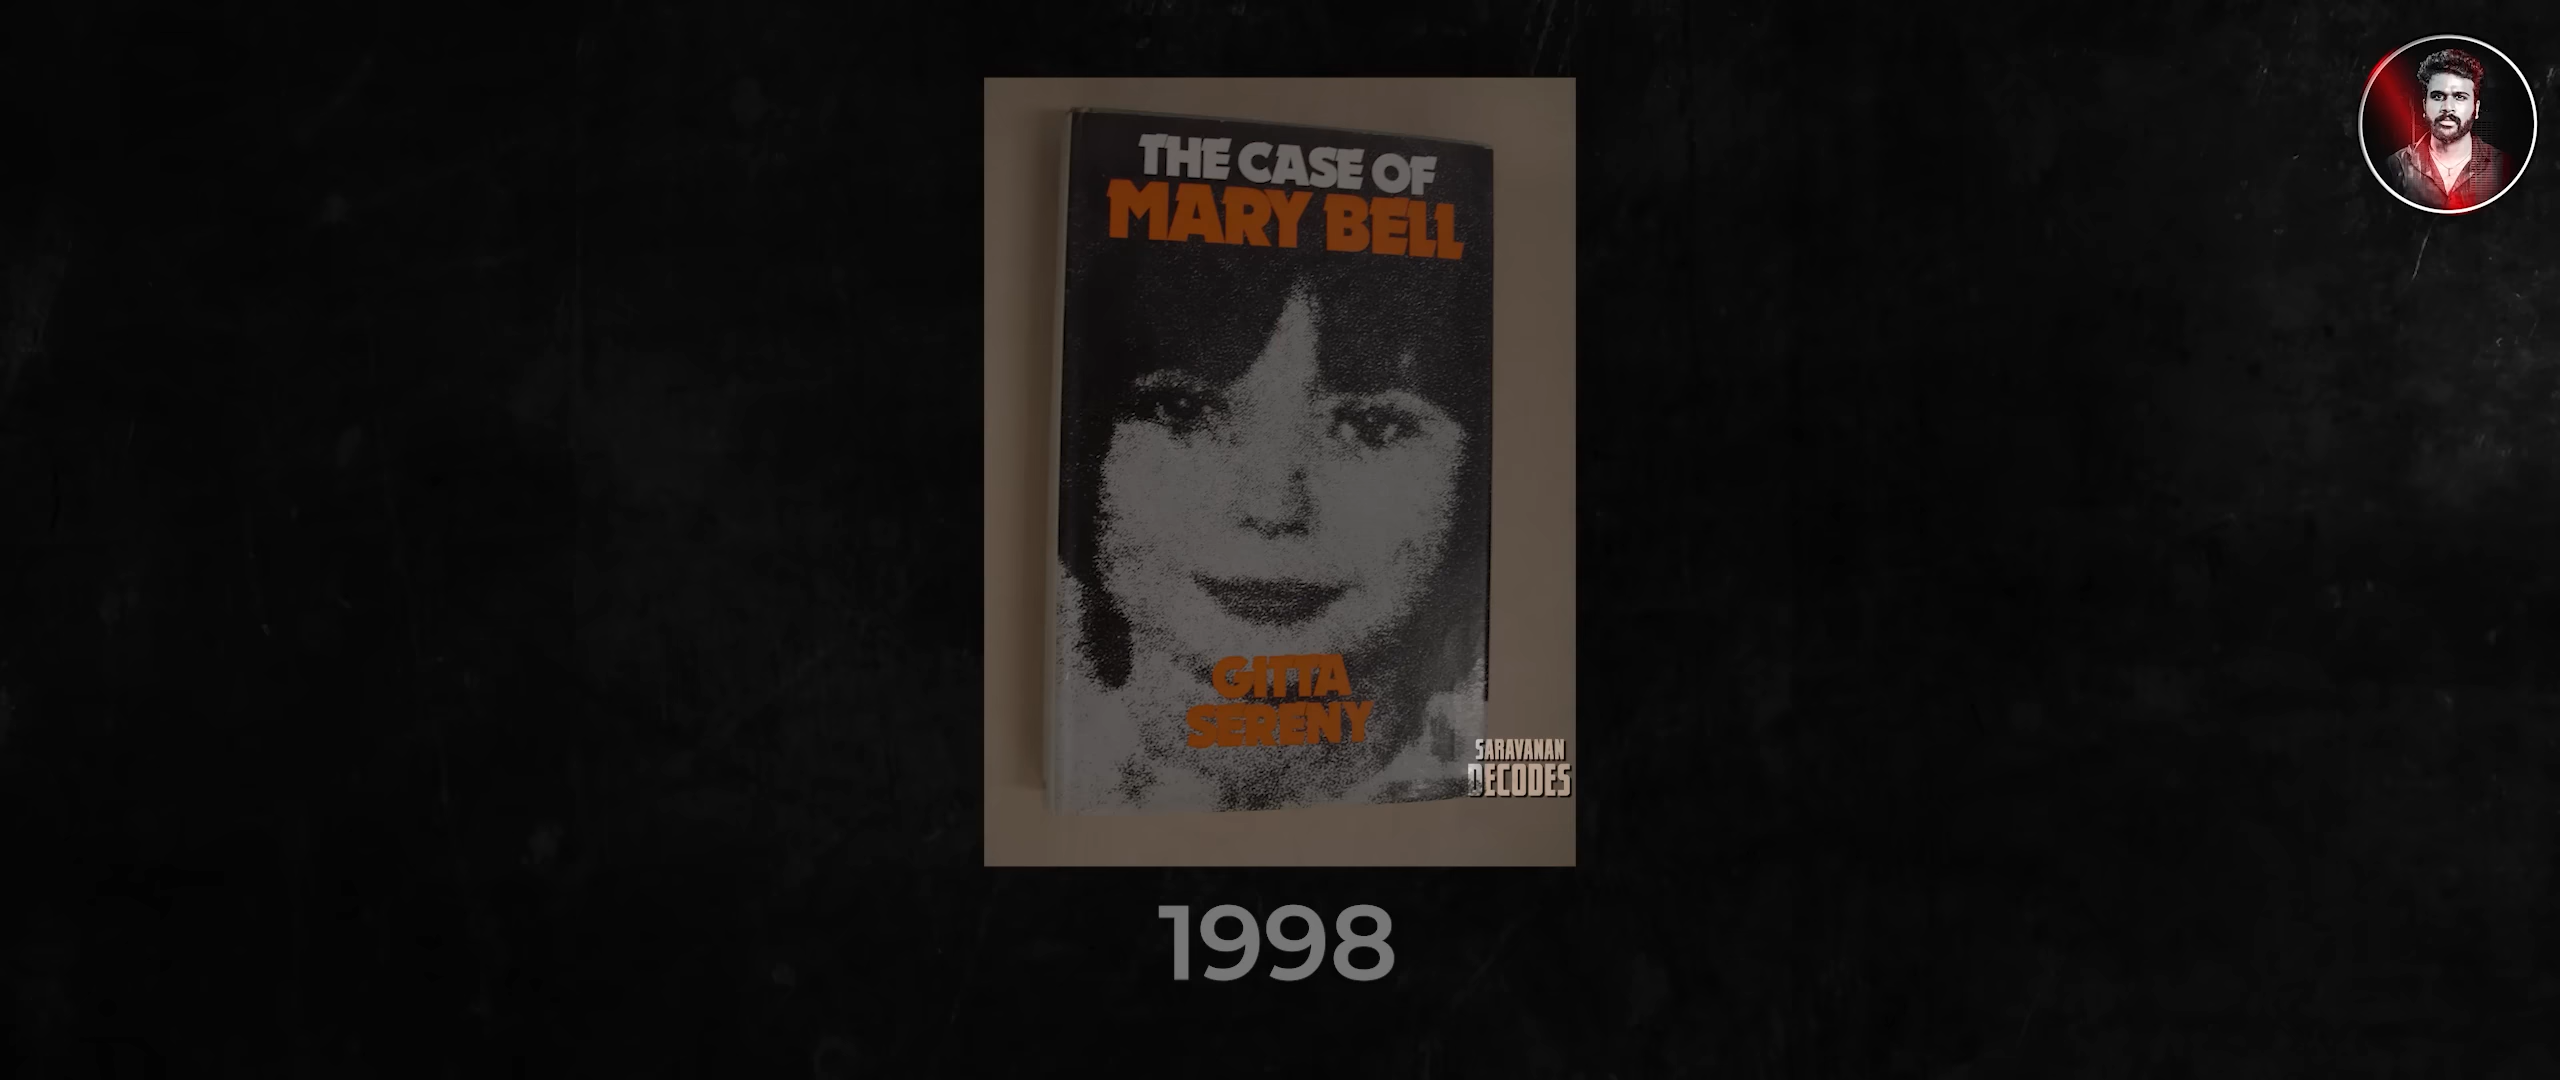 THE CASE OF
MARY BELL
GITTA
SERENY
SARAVANAN
DECODES
1998